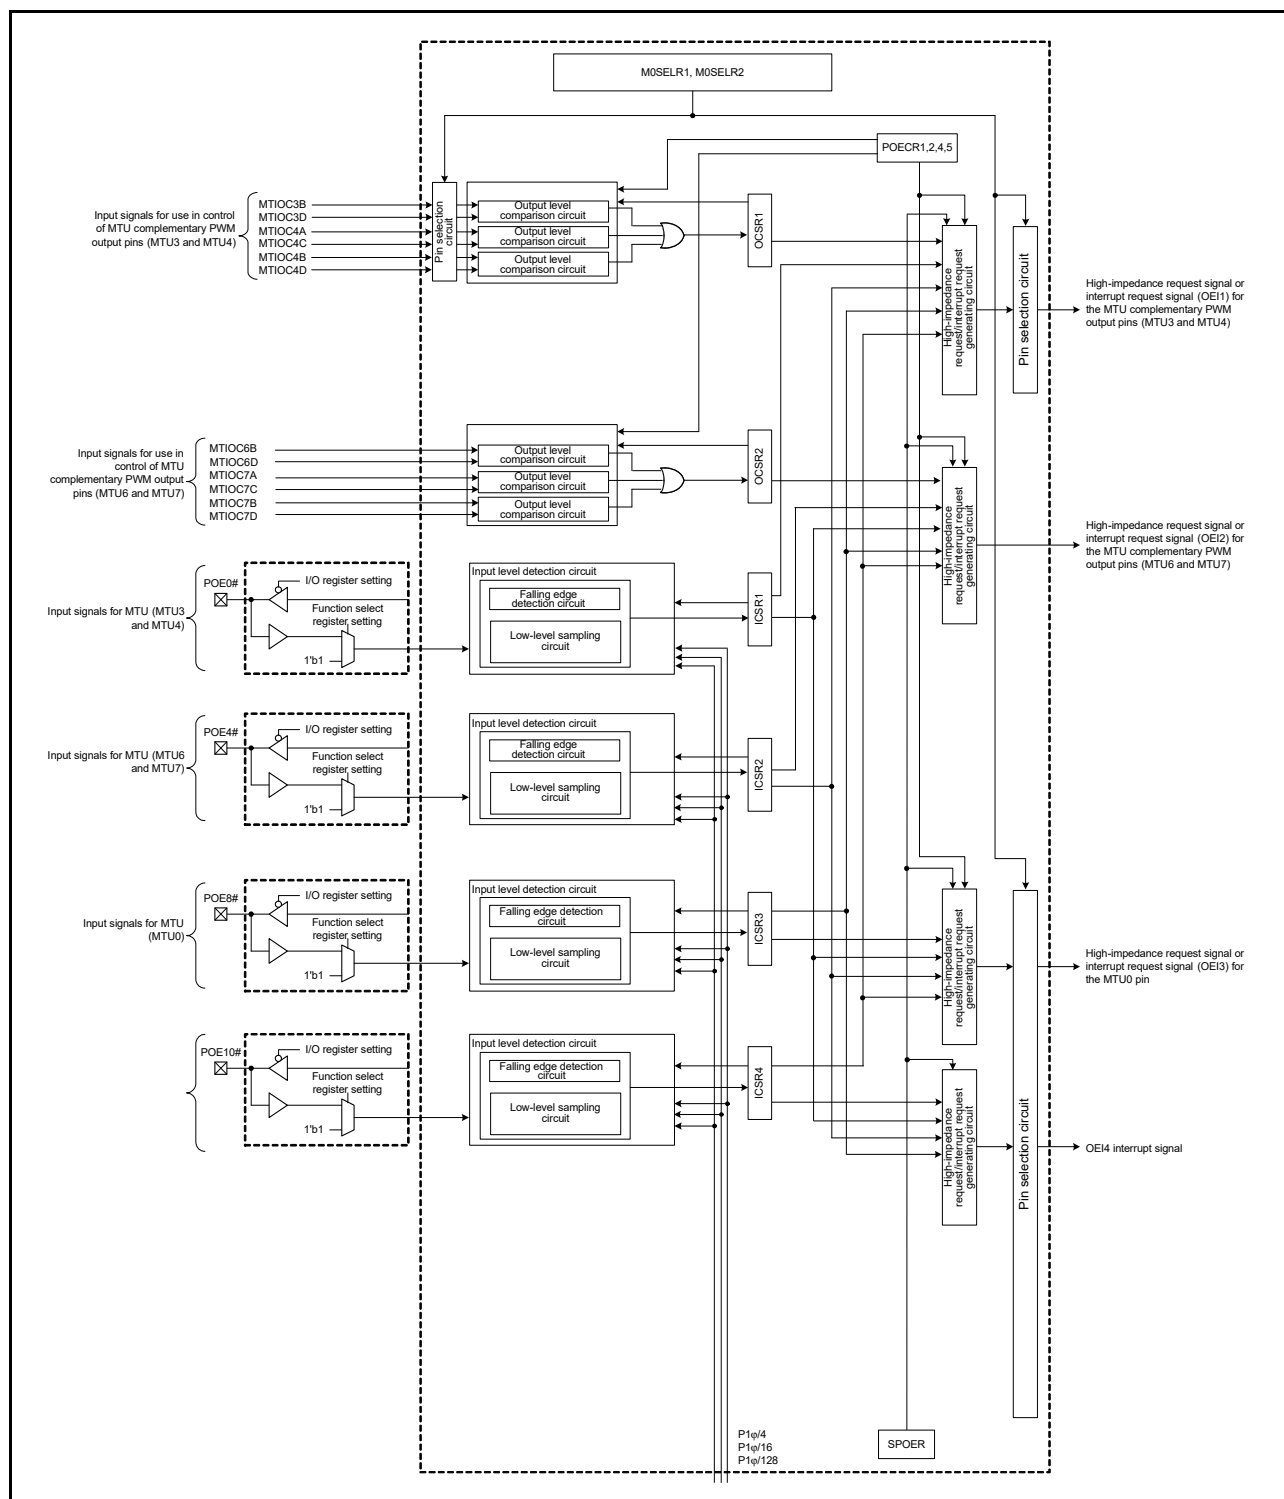 M0SELR1, M0SELR2
POECR1,2,4,5
Input signals for use in control
of MTU complementary PWM
output pins (MTU3 and MTU4)
MTIOC3B
MTIOC3D
MTIOC4A
MTIOC4C
MTIOC4B
MTIOC4D
Pin selection
circuit
Output level
comparison circuit
Output level
comparison circuit
Output level
comparison circuit
OCSR1
High-impedance
request/interrupt request
generating circuit
Pin selection circuit
High-impedance request signal or
interrupt request signal (OEI1) for
the MTU complementary PWM
output pins (MTU3 and MTU4)
Input signals for use in
control of MTU
complementary PWM output
pins (MTU6 and MTU7)
MTIOC6B
MTIOC6D
MTIOC7A
MTIOC7C
MTIOC7B
MTIOC7D
Output level
comparison circuit
Output level
comparison circuit
Output level
comparison circuit
OCSR2
High-impedance
request/interrupt request
generating circuit
High-impedance request signal or
interrupt request signal (OEI2) for
the MTU complementary PWM
output pins (MTU6 and MTU7)
Input signals for MTU (MTU3
and MTU4)
POE0#
I/O register setting
Function select
register setting
1'b1
Input level detection circuit
Falling edge
detection circuit
Low-level sampling
circuit
ICSR1
Input signals for MTU (MTU6
and MTU7)
POE4#
I/O register setting
Function select
register setting
1'b1
Input level detection circuit
Falling edge
detection circuit
Low-level sampling
circuit
ICSR2
Input signals for MTU
(MTU0)
POE8#
I/O register setting
Function select
register setting
1'b1
Input level detection circuit
Falling edge detection
circuit
Low-level sampling
circuit
ICSR3
High-impedance
request/interrupt request
generating circuit
High-impedance request signal or
interrupt request signal (OEI3) for
the MTU0 pin
POE10#
I/O register setting
Function select
register setting
1'b1
Input level detection circuit
Falling edge detection
circuit
Low-level sampling
circuit
ICSR4
High-impedance
request/interrupt request
generating circuit
Pin selection circuit
OEI4 interrupt signal
P1φ/4
P1φ/16
P1φ/128
SPOER